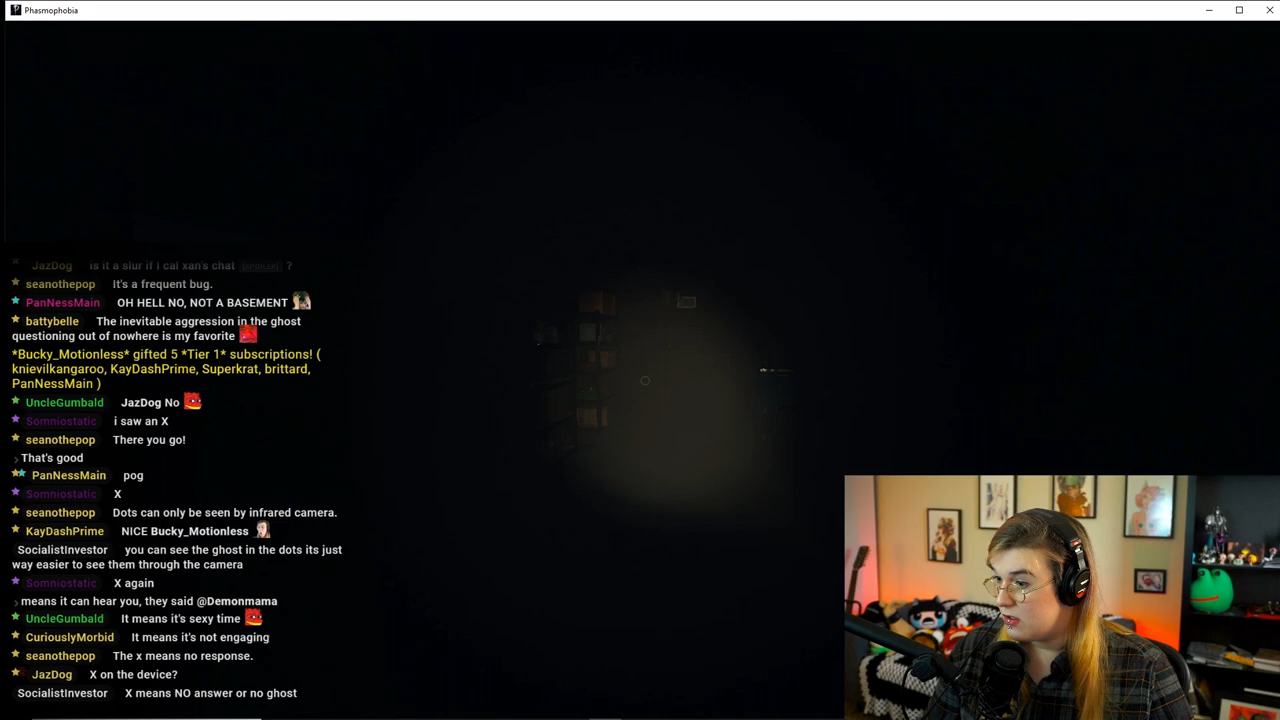 Phasmophobia
JazDog is it a slur if i cal xan's chat [SPOILER] ?
seanothepop It's a frequent bug.
PanNessMain OH HELL NO, NOT A BASEMENT
battybelle The inevitable aggression in the ghost
questioning out of nowhere is my favorite
*Bucky_Motionless* gifted 5 *Tier 1* subscriptions! (
knievilkangaroo, KayDashPrime, Superkrat, brittard,
PanNessMain )
UncleGumbald JazDog No
Somniostatic i saw an X
seanothepop There you go!
That's good
PanNessMain pog
Somniostatic X
seanothepop Dots can only be seen by infrared camera.
KayDashPrime NICE Bucky_Motionless
SocialistInvestor you can see the ghost in the dots its just
way easier to see them through the camera
Somniostatic X again
means it can hear you, they said @Demonmama
UncleGumbald It means it's sexy time
CuriouslyMorbid It means it's not engaging
seanothepop The x means no response.
JazDog X on the device?
SocialistInvestor X means NO answer or no ghost